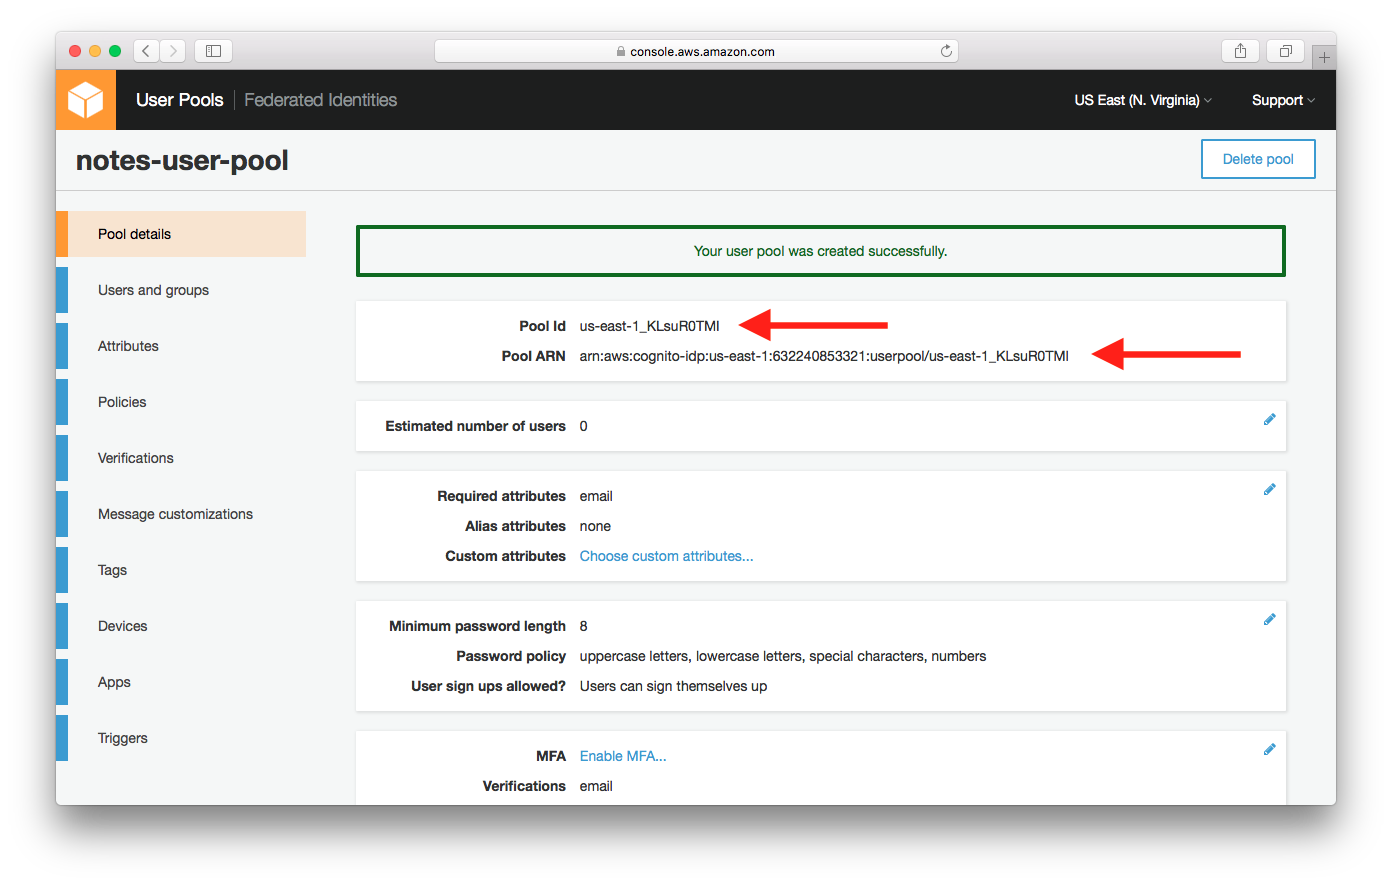 console.aws.amazon.com
User Pools
Federated Identities
US East (N. Virginia)
Support
notes-user-pool
Delete pool
Pool details
Users and groups
Attributes
Policies
Verifications
Message customizations
Tags
Devices
Apps
Triggers
Your user pool was created successfully.
Pool Id us-east-1_KLsuR0TMI
Pool ARN arn:aws:cognito-idp:us-east-1:632240853321:userpool/us-east-1_KLsuR0TMI
Estimated number of users 0
Required attributes email
Alias attributes none
Custom attributes Choose custom attributes...
Minimum password length 8
Password policy uppercase letters, lowercase letters, special characters, numbers
User sign ups allowed? Users can sign themselves up
MFA Enable MFA...
Verifications email